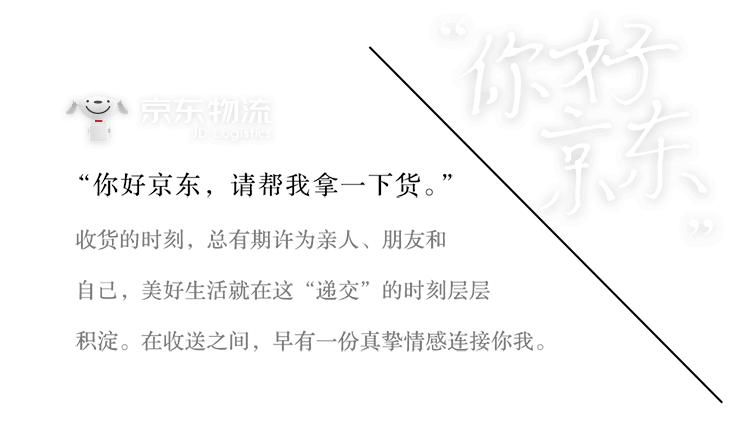 “你好
京东”
京东物流
JD Logistics
“你好京东，请帮我拿一下货。”
收货的时刻，总有期许为亲人、朋友和
自己，美好生活就在这“递交”的时刻层层
积淀。在收送之间，早有一份真挚情感连接你我。